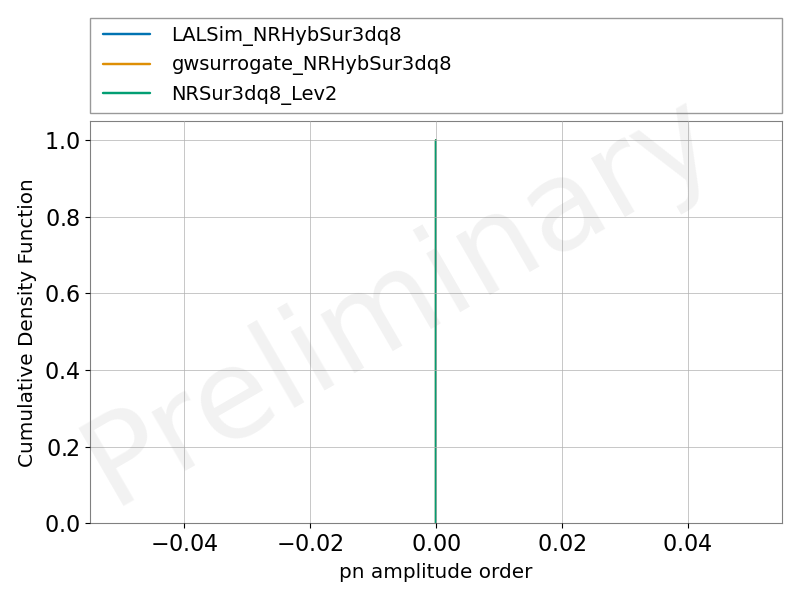 LALSim_NRHybSur3dq8
gwsurrogate_NRHybSur3dq8
NRSur3dq8_Lev2
1.0
0.8
0.6
0.4
0.2
0.0
Cumulative Density Function
Preliminary
−0.04 −0.02 0.00 0.02 0.04
pn amplitude order